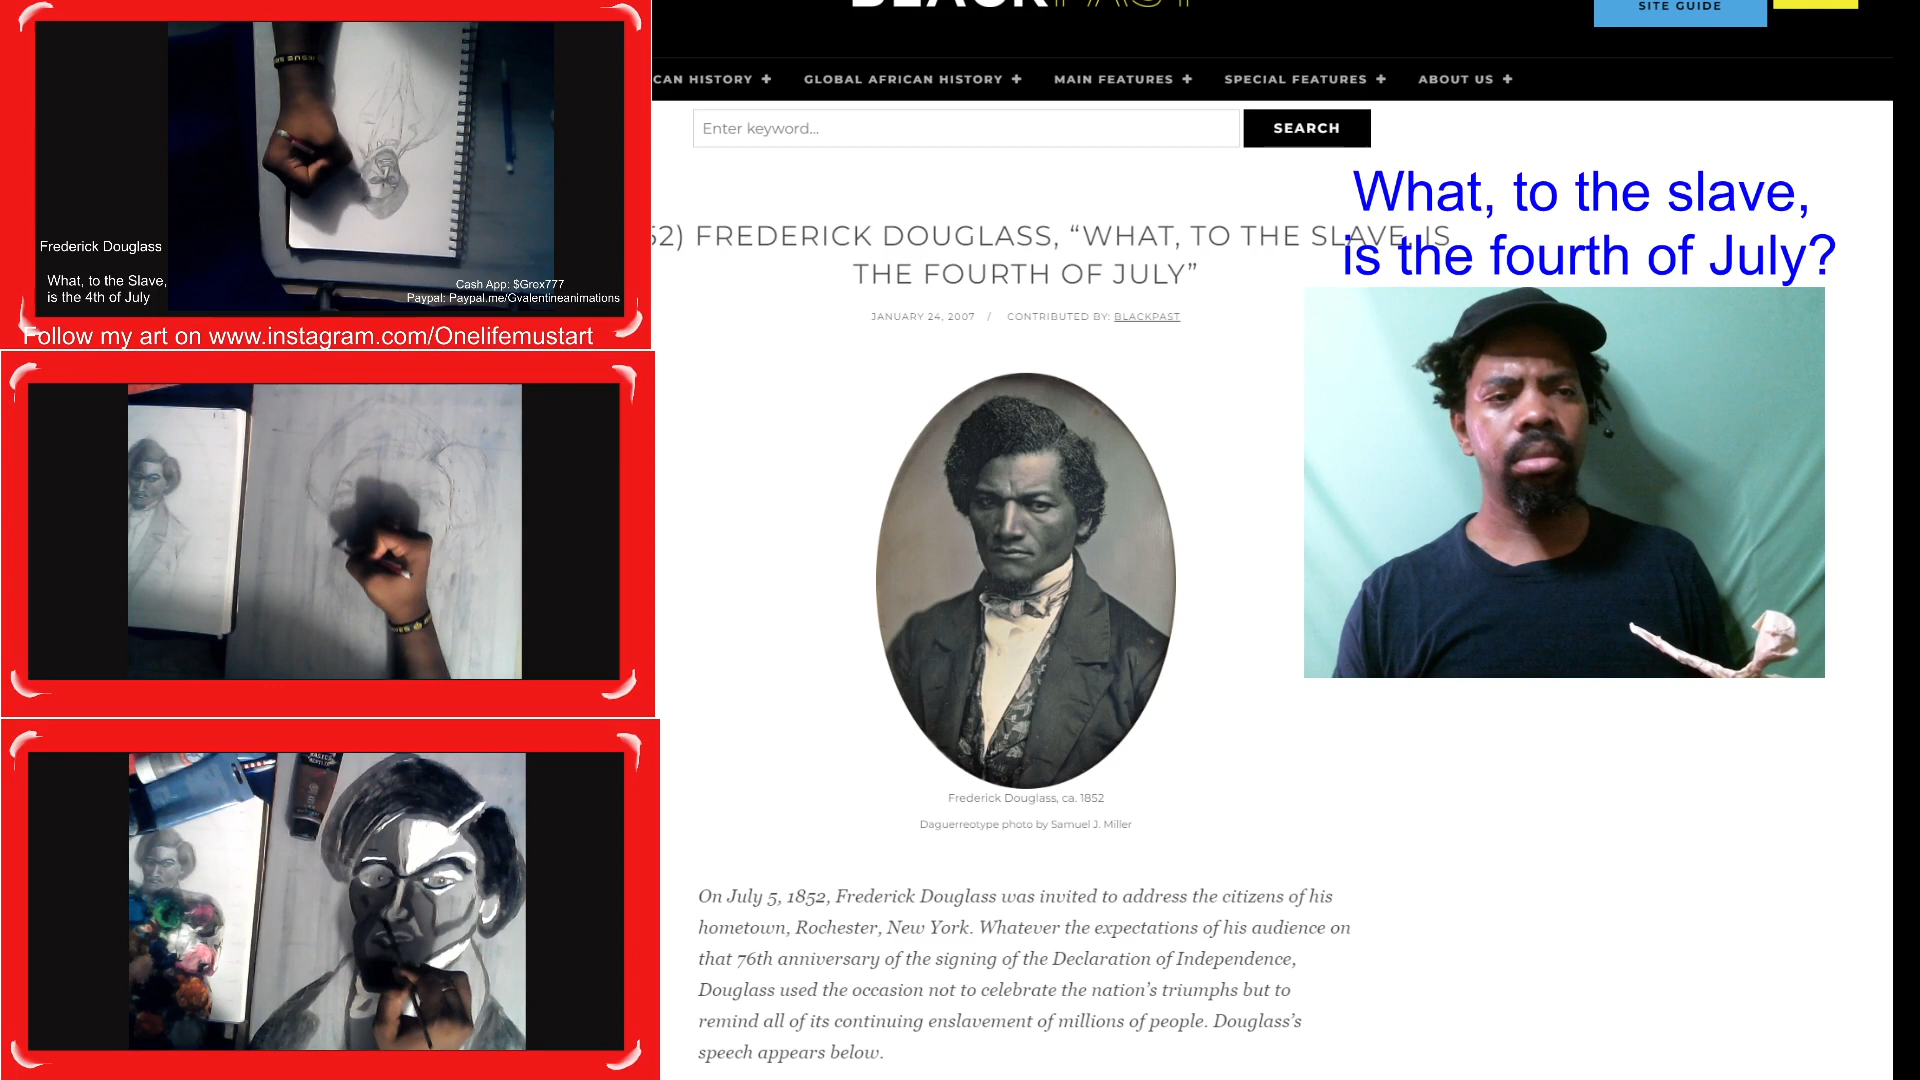 SITE GUIDE
CAN HISTORY +
GLOBAL AFRICAN HISTORY +
MAIN FEATURES +
SPECIAL FEATURES +
ABOUT US +
Enter keyword...
SEARCH
What, to the slave,
is the fourth of July?
52) FREDERICK DOUGLASS, “WHAT, TO THE SLAVE, IS
THE FOURTH OF JULY”
JANUARY 24, 2007 / CONTRIBUTED BY: BLACKPAST
Frederick Douglass, ca. 1852
Daguerreotype photo by Samuel J. Miller
On July 5, 1852, Frederick Douglass was invited to address the citizens of his
hometown, Rochester, New York. Whatever the expectations of his audience on
that 76th anniversary of the signing of the Declaration of Independence,
Douglass used the occasion not to celebrate the nation’s triumphs but to
remind all of its continuing enslavement of millions of people. Douglass’s
speech appears below.
Frederick Douglass
What, to the Slave,
is the 4th of July
Cash App: $Grox777
Paypal: Paypal.me/Gvalentineanimations
Follow my art on www.instagram.com/Onelifemustart